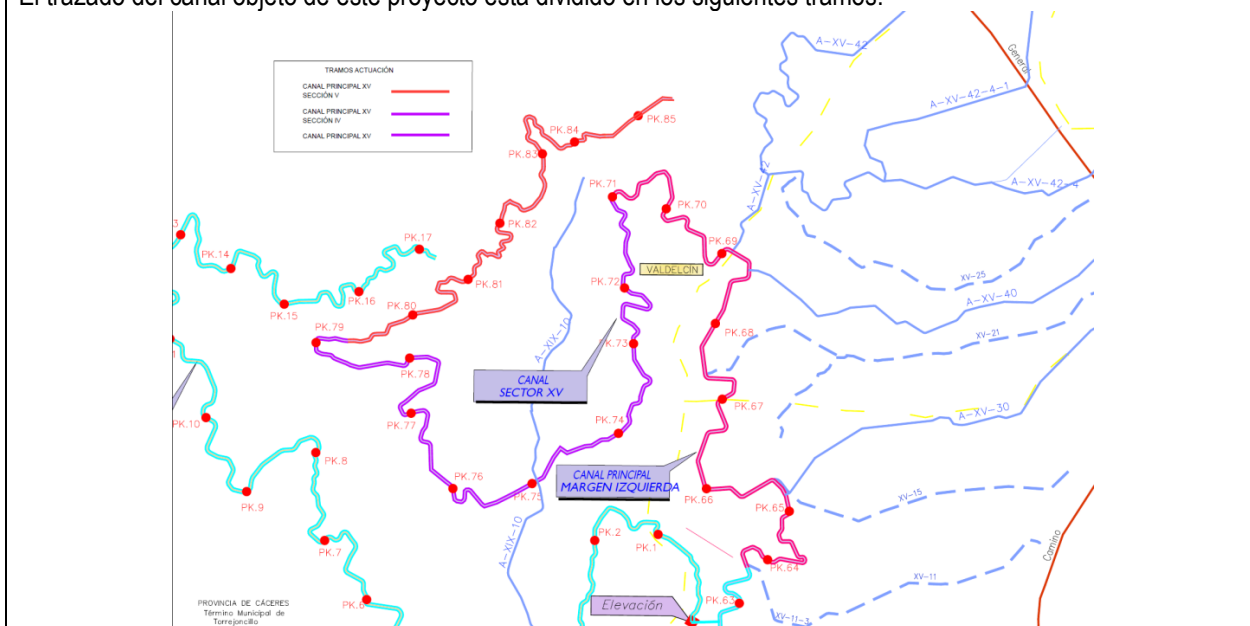 El trazado del canal objeto de este proyecto está dividido en los siguientes tramos:
TRAMOS ACTUACIÓN
CANAL PRINCIPAL XV
SECCIÓN V
CANAL PRINCIPAL XV
SECCIÓN IV
CANAL PRINCIPAL XV
A-XV-42
General
A-XV-42-4-1
PK.85
PK.84
PK.83
PK.71
PK.70
A-XV-42-4
3
PK.82
PK.17
PK.69
PK.14
VALDELCÍN
XV-25
PK.81
PK.72
PK.16
PK.15
A-XV-40
PK.80
PK.68
XV-21
PK.79
A-XIX-10
PK.73
PK.78
CANAL
SECTOR XV
PK.67
A-XV-30
PK.10
PK.77
PK.74
PK.8
CANAL PRINCIPAL
MARGEN IZQUIERDA
PK.76
PK.75
PK.66
XV-15
PK.9
PK.65
A-XIX-10
PK.2
PK.1
PK.7
Camino
PK.64
XV-11
PK.6
Elevación
PK.63
XV-11-3
PROVINCIA DE CÁCERES
Término Municipal de
Torrejoncillo